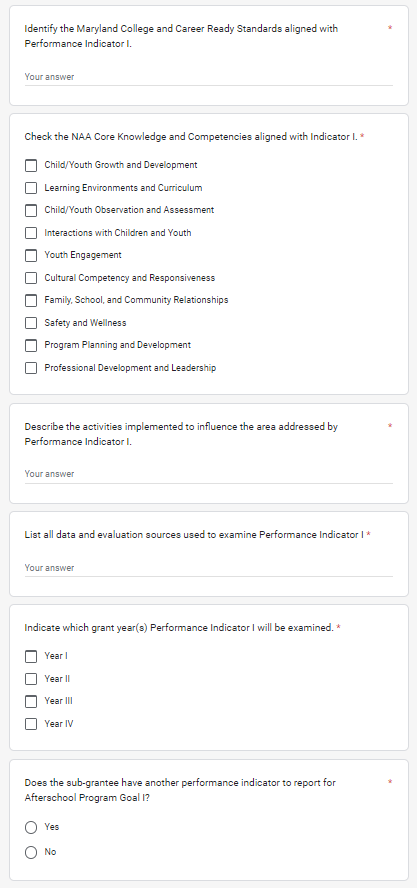 Identify the Maryland College and Career Ready Standards aligned with *
Performance Indicator I.
Your answer
Check the NAA Core Knowledge and Competencies aligned with Indicator I. *
Child/Youth Growth and Development
Learning Environments and Curriculum
Child/Youth Observation and Assessment
Interactions with Children and Youth
Youth Engagement
Cultural Competency and Responsiveness
Family, School, and Community Relationships
Safety and Wellness
Program Planning and Development
Professional Development and Leadership
Describe the activities implemented to influence the area addressed by *
Performance Indicator I.
Your answer
List all data and evaluation sources used to examine Performance Indicator I *
Your answer
Indicate which grant year(s) Performance Indicator I will be examined. *
Year I
Year II
Year III
Year IV
Does the sub-grantee have another performance indicator to report for *
Afterschool Program Goal I?
Yes
No